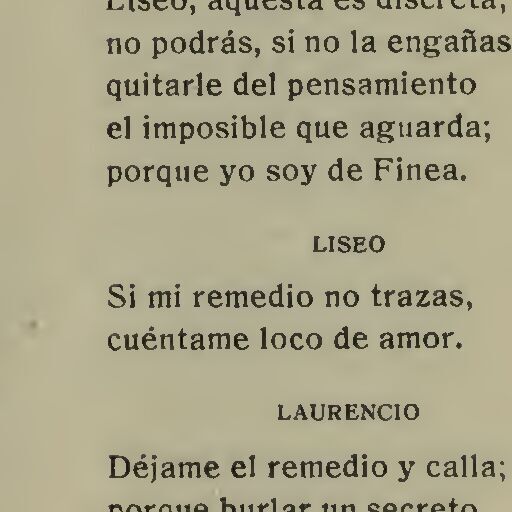 Liseo, aquesta es discreta,
no podrás, si no la engañas
quitarle del pensamiento
el imposible que aguarda;
porque yo soy de Finea.
LISEO
Si mi remedio no trazas,
cuéntame loco de amor.
LAURENCIO
Déjame el remedio y calla;
porque burlar un secreto